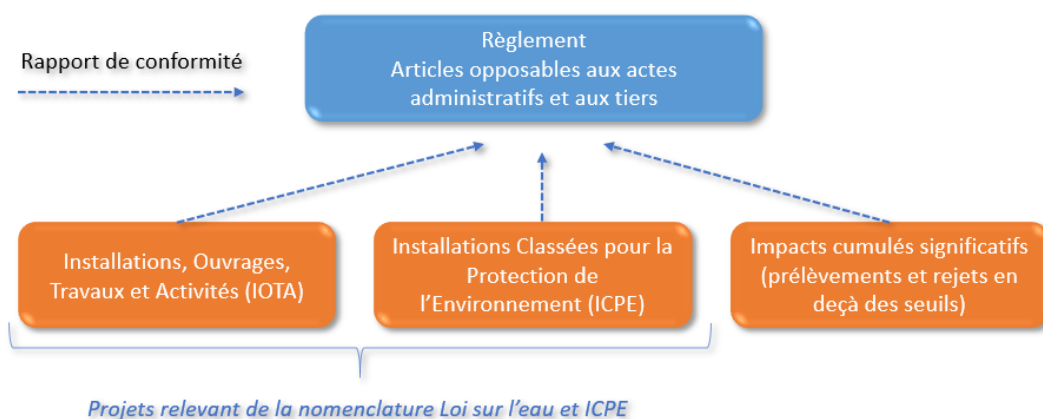 Règlement
Articles opposables aux actes
administratifs et aux tiers
Rapport de conformité
Installations, Ouvrages,
Travaux et Activités (IOTA)
Installations Classées pour la
Protection de
l’Environnement (ICPE)
Impacts cumulés significatifs
(prélèvements et rejets en
deçà des seuils)
Projets relevant de la nomenclature Loi sur l’eau et ICPE